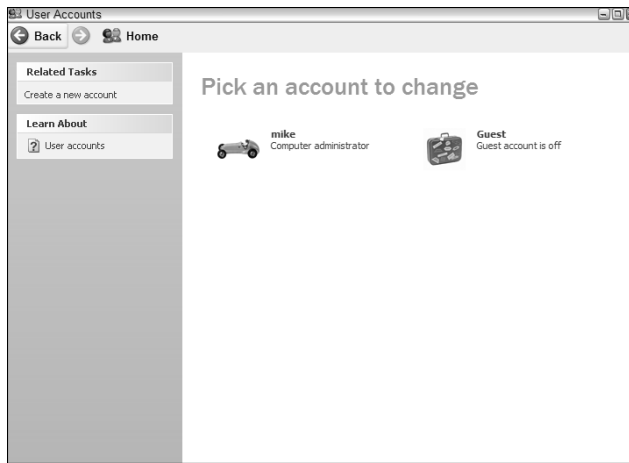 User Accounts
Back Home
Related Tasks
Create a new account
Learn About
User accounts
Pick an account to change
mike
Computer administrator
Guest
Guest account is off